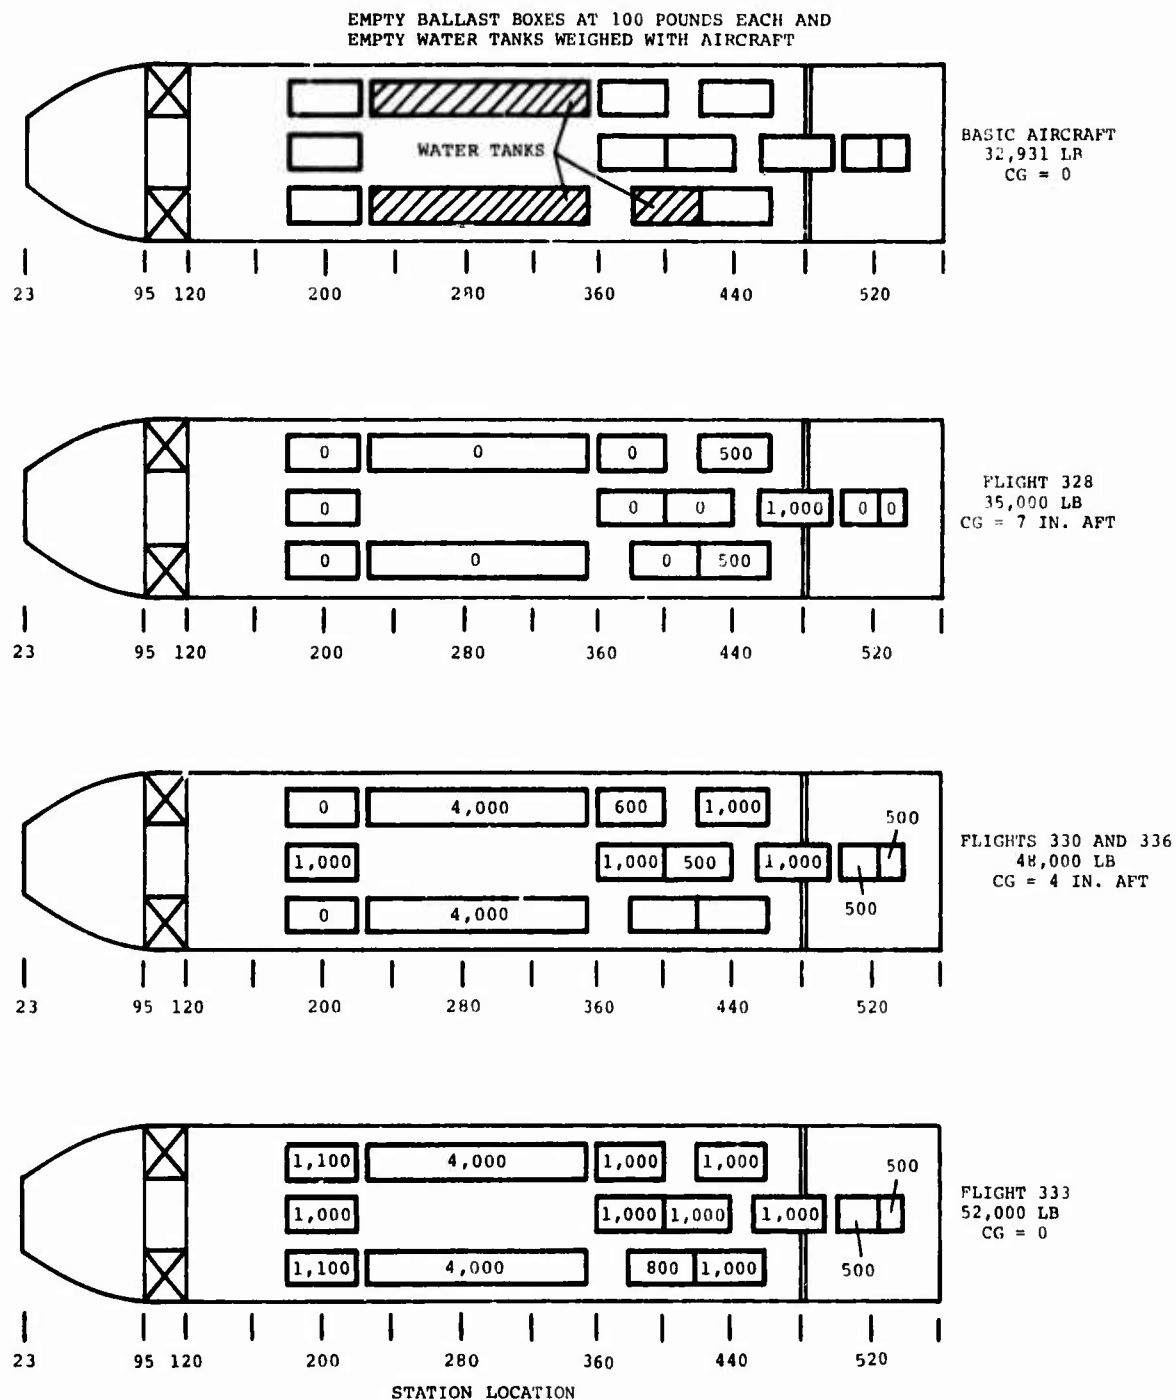 EMPTY BALLAST BOXES AT 100 POUNDS EACH AND
EMPTY WATER TANKS WEIGHED WITH AIRCRAFT
WATER TANKS
BASIC AIRCRAFT
32,931 LB
CG = 0
23 95 120 200 280 360 440 520
0 0 0 500
0 0 0 1,000 0 0
0 0 0 500
FLIGHT 328
35,000 LB
CG = 7 IN. AFT
23 95 120 200 280 360 440 520
0 4,000 600 1,000 500
1,000 1,000 500 1,000
0 4,000 500
FLIGHTS 330 AND 336
48,000 LB
CG = 4 IN. AFT
23 95 120 200 280 360 440 520
1,100 4,000 1,000 1,000 500
1,000 1,000 1,000 1,000
1,100 4,000 800 1,000 500
FLIGHT 333
52,000 LB
CG = 0
23 95 120 200 280 360 440 520
STATION LOCATION